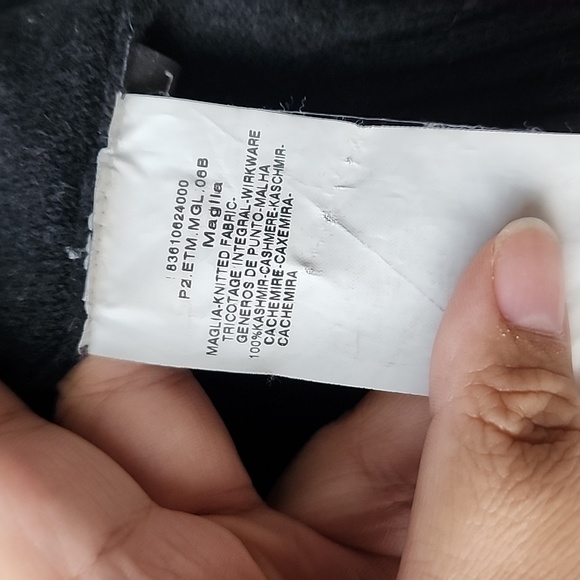 83610624000
P2.ETM.MGL.06B
Maglia
MAGLIA-KNITTED FABRIC-
TRICOTAGE INTEGRAL-WIRKWARE
GENEROS DE PUNTO-MALHA
100%KASHMIR-CASHMERE-KASCHMIR-
CACHEMIRE-CAXEMIRA-
CACHEMIRA